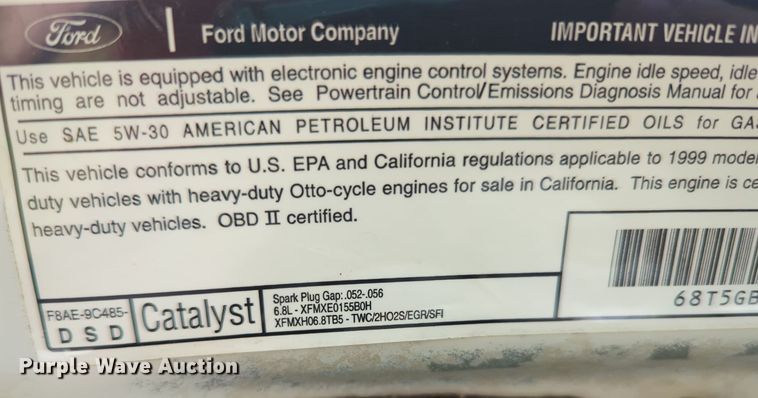 Ford | Ford Motor Company IMPORTANT VEHICLE IN
This vehicle is equipped with electronic engine control systems. Engine idle speed, idle
timing are not adjustable. See Powertrain Control/Emissions Diagnosis Manual for
Use SAE 5W-30 AMERICAN PETROLEUM INSTITUTE CERTIFIED OILS for GA
This vehicle conforms to U.S. EPA and California regulations applicable to 1999 mode
duty vehicles with heavy-duty Otto-cycle engines for sale in California. This engine is ce
heavy-duty vehicles. OBD II certified.
68T5GB
F8AE-9C485-
D S D
Catalyst
Spark Plug Gap: .052-.056
6.8L - XFMXE0155B0H
XFMXH06.8TB5 - TWC/2HO2S/EGR/SFI
Purple Wave Auction